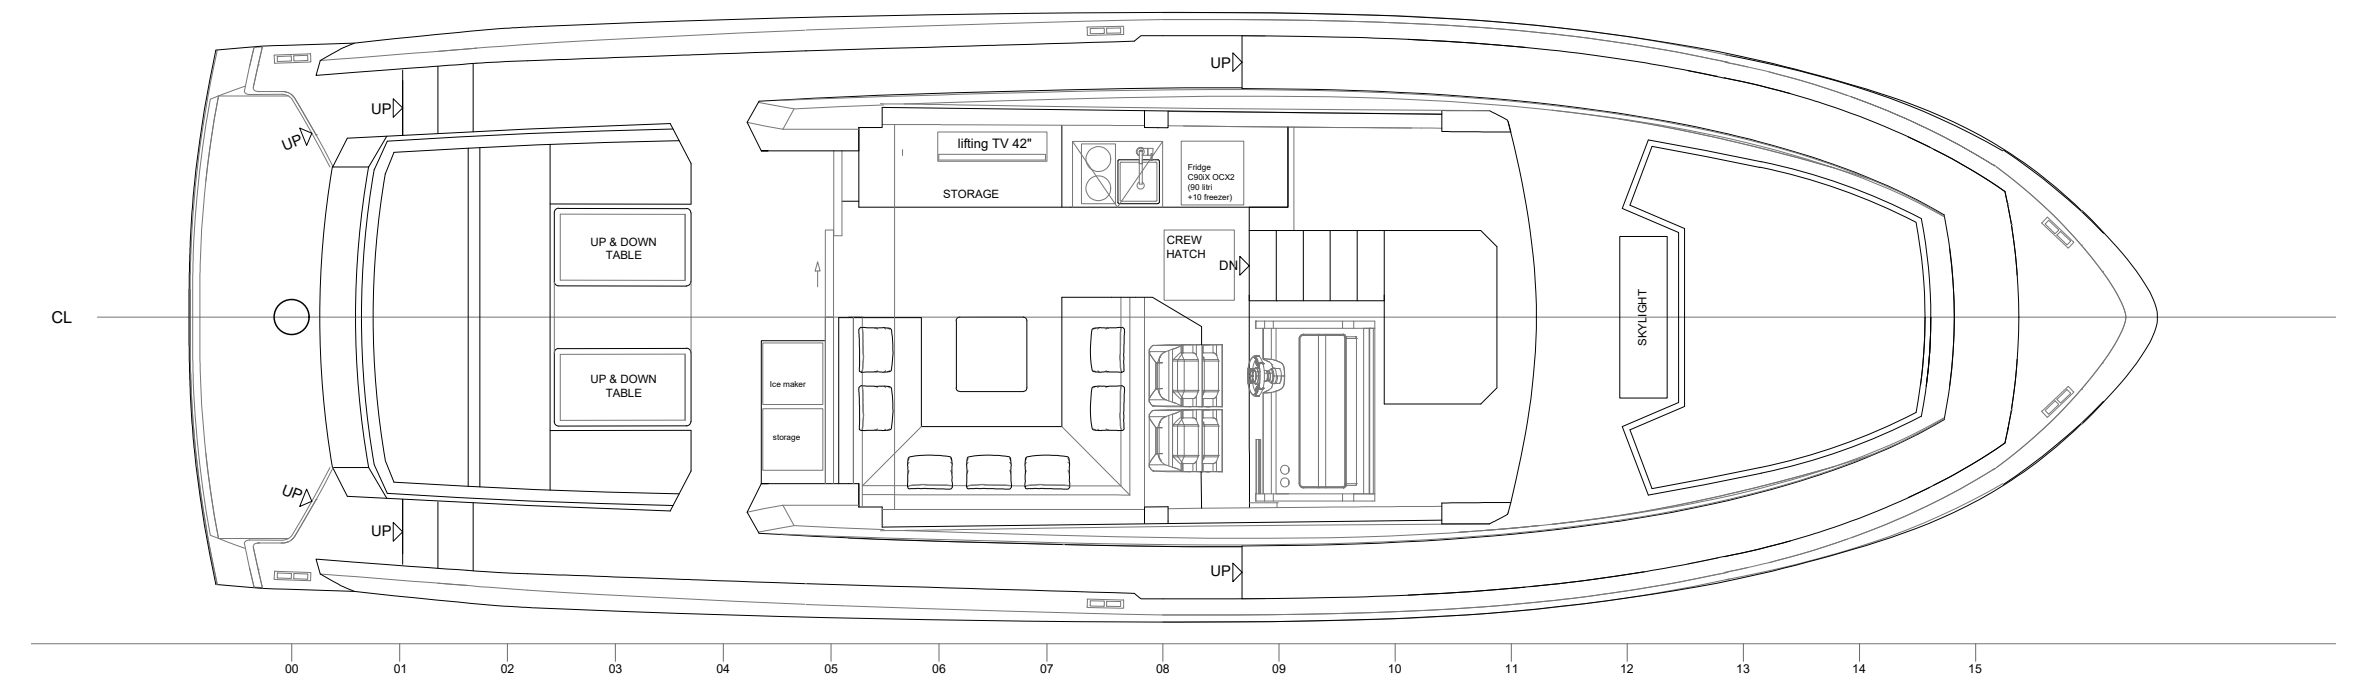 UP
UP
UP
lifting TV 42"
STORAGE
Fridge
C90iX OCX2
(90 litri
+10 freezer)
UP & DOWN
TABLE
CREW
HATCH
DN
CL
SKYLIGHT
UP & DOWN
TABLE
Ice maker
storage
UP
UP
UP
00 01 02 03 04 05 06 07 08 09 10 11 12 13 14 15